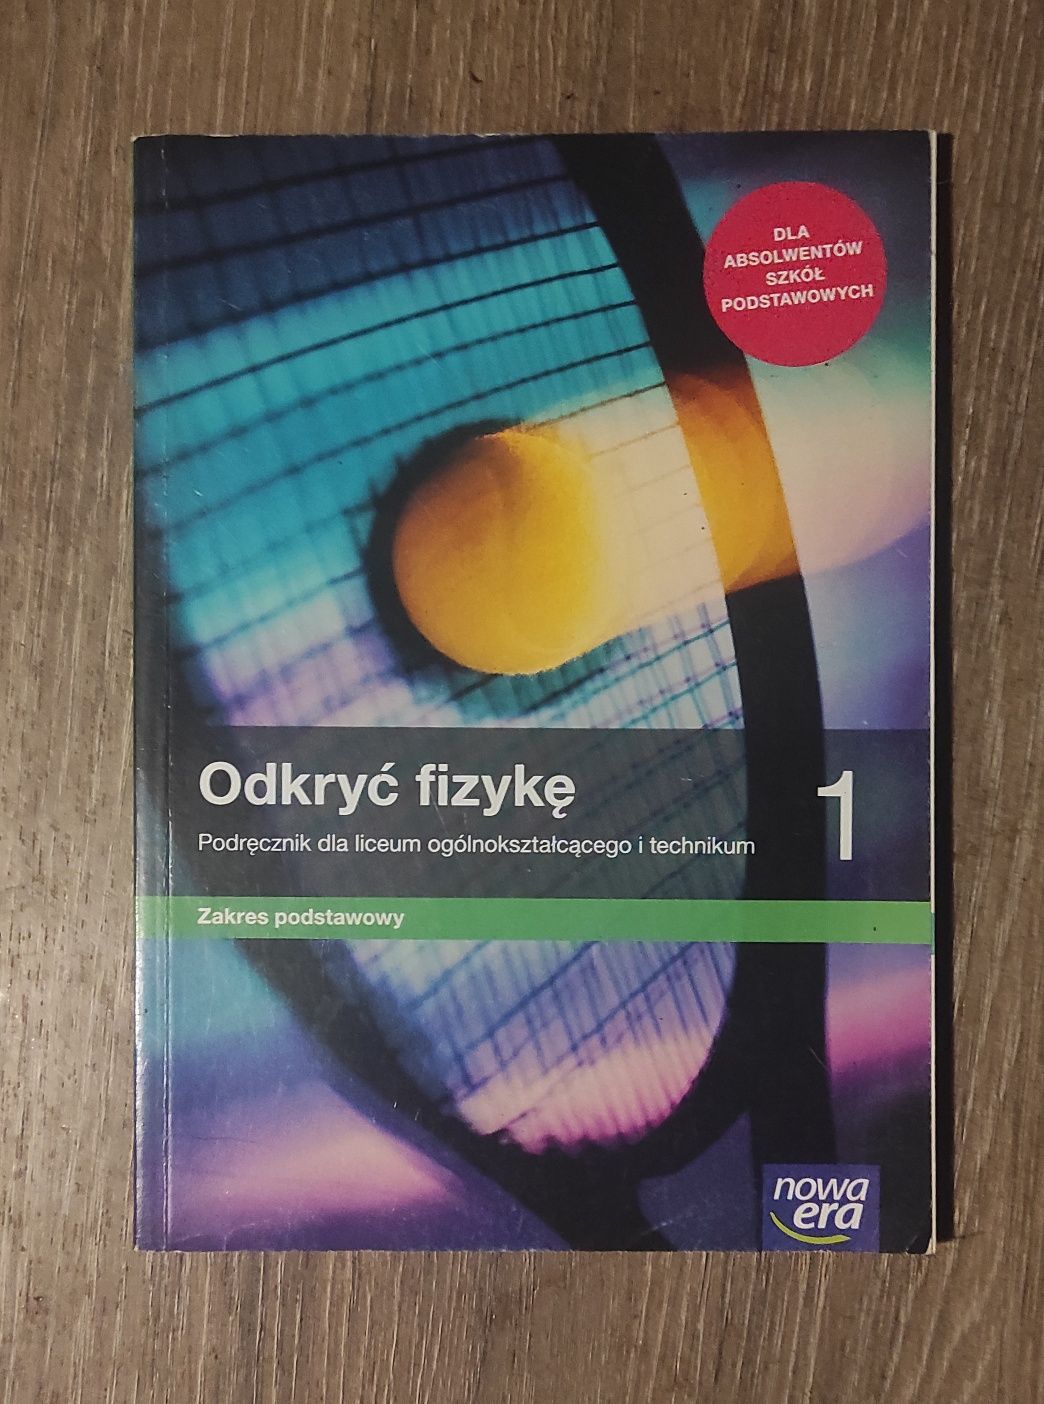 DLA
ABSOLWENTÓW
SZKÓŁ
PODSTAWOWYCH
Odkryć fizykę
1
Podręcznik dla liceum ogólnokształcącego i technikum
Zakres podstawowy
nowa
era